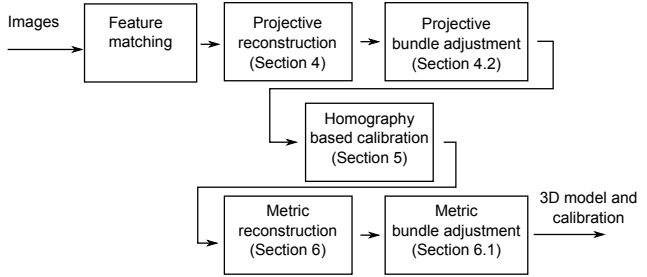 Images
Feature
matching
Projective
reconstruction
(Section 4)
Projective
bundle adjustment
(Section 4.2)
Homography
based calibration
(Section 5)
Metric
reconstruction
(Section 6)
Metric
bundle adjustment
(Section 6.1)
3D model and
calibration